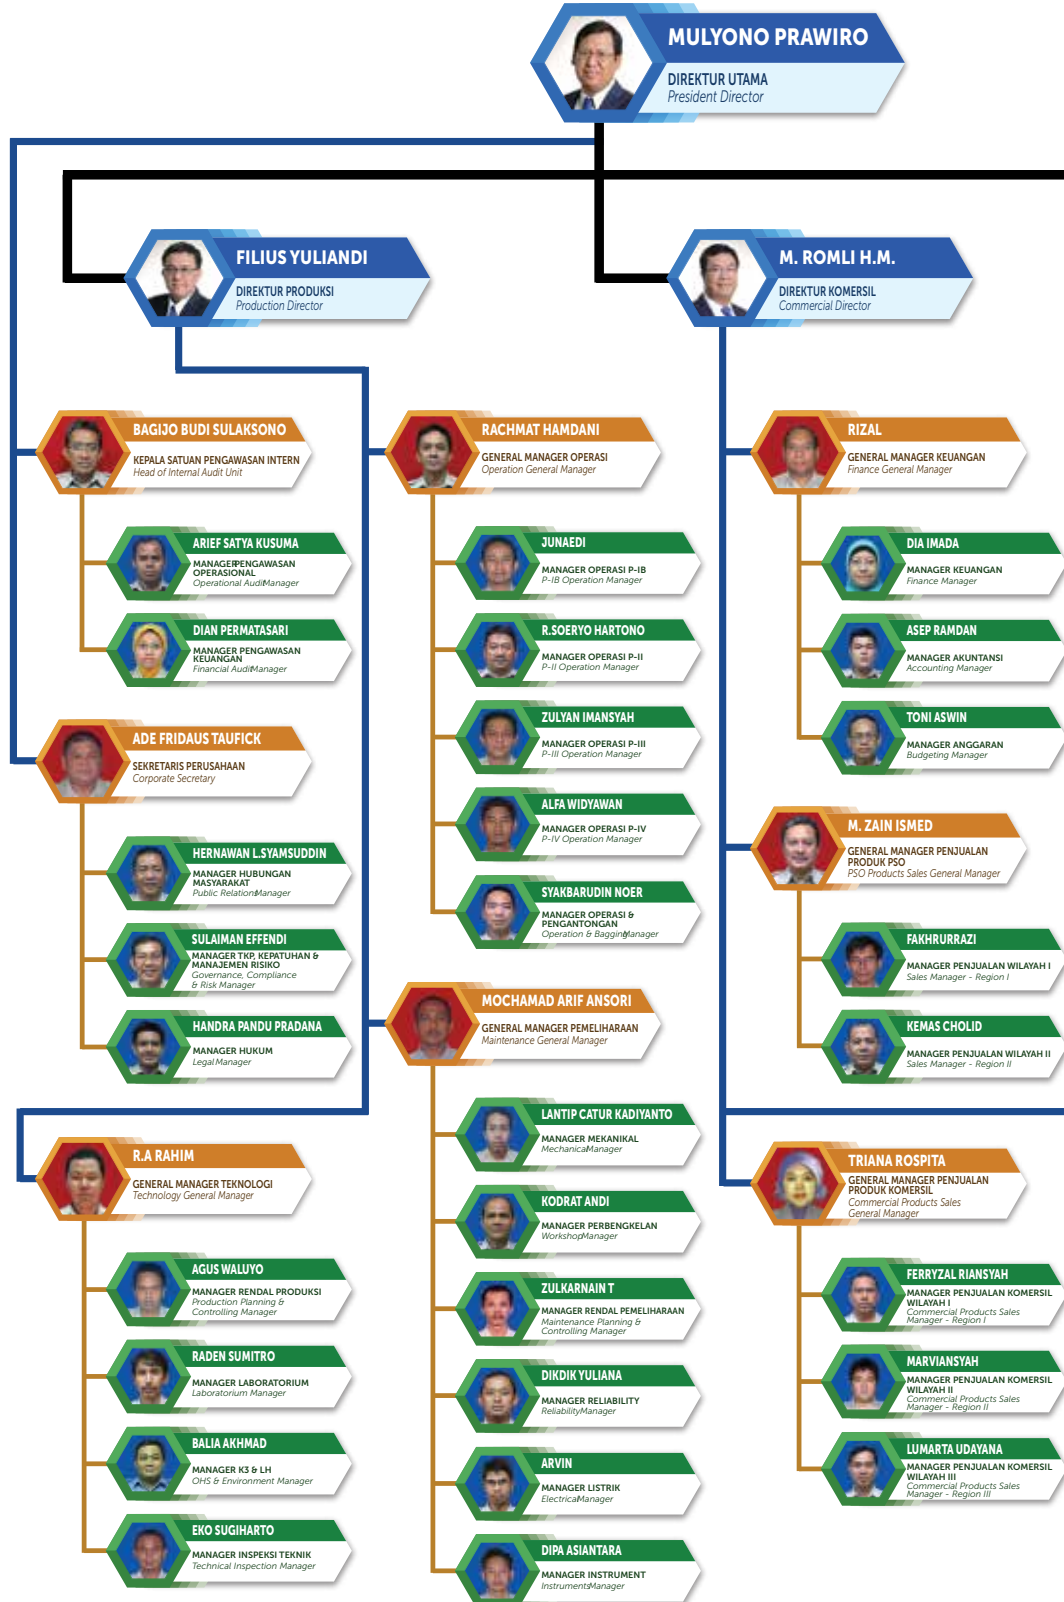 MULYONO PRAWIRO
DIREKTUR UTAMA
President Director
FILIUS YULIANDI
DIREKTUR PRODUKSI
Production Director
M. ROMLI H.M.
DIREKTUR KOMERSIL
Commercial Director
BAGIJO BUDI SULAKSONO
KEPALA SATUAN PENGAWASAN INTERN
Head of Internal Audit Unit
ARIEF SATYA KUSUMA
MANAGER PENGAWASAN
OPERASIONAL
Operational Audit Manager
DIAN PERMATASARI
MANAGER PENGAWASAN
KEUANGAN
Financial Audit Manager
ADE FRIDAUS TAUFICK
SEKRETARIS PERUSAHAAN
Corporate Secretary
HERNAWAN L.SYAMSUDDIN
MANAGER HUBUNGAN
MASYARAKAT
Public Relations Manager
SULAIMAN EFFENDI
MANAGER TKP, KEPATUHAN &
MANAJEMEN RISIKO
Governance, Compliance
& Risk Manager
HANDRA PANDU PRADANA
MANAGER HUKUM
Legal Manager
R.A RAHIM
GENERAL MANAGER TEKNOLOGI
Technology General Manager
AGUS WALUYO
MANAGER RENDAL PRODUKSI
Production Planning &
Controlling Manager
RADEN SUMITRO
MANAGER LABORATORIUM
Laboratorium Manager
BALIA AKHMAD
MANAGER K3 & LH
OHS & Environment Manager
EKO SUGIHARTO
MANAGER INSPEKSI TEKNIK
Technical Inspection Manager
RACHMAT HAMDANI
GENERAL MANAGER OPERASI
Operation General Manager
JUNAEDI
MANAGER OPERASI P-IB
P-IB Operation Manager
R.SOERYO HARTONO
MANAGER OPERASI P-II
P-II Operation Manager
ZULYAN IMANSYAH
MANAGER OPERASI P-III
P-III Operation Manager
ALFA WIDYAWAN
MANAGER OPERASI P-IV
P-IV Operation Manager
SYAKBARUDIN NOER
MANAGER OPERASI &
PENGANTONGAN
Operation & Bagging Manager
MOCHAMAD ARIF ANSORI
GENERAL MANAGER PEMELIHARAAN
Maintenance General Manager
LANTIP CATUR KADIYANTO
MANAGER MEKANIKAL
Mechanical Manager
KODRAT ANDI
MANAGER PERBENGKELAN
Workshop Manager
ZULKARNAIN T
MANAGER RENDAL PEMELIHARAAN
Maintenance Planning &
Controlling Manager
DIKDIK YULIANA
MANAGER RELIABILITY
Reliability Manager
ARVIN
MANAGER LISTRIK
Electrical Manager
DIPA ASIANTARA
MANAGER INSTRUMENT
Instruments Manager
RIZAL
GENERAL MANAGER KEUANGAN
Finance General Manager
DIA IMADA
MANAGER KEUANGAN
Finance Manager
ASEP RAMDAN
MANAGER AKUNTANSI
Accounting Manager
TONI ASWIN
MANAGER ANGGARAN
Budgeting Manager
M. ZAIN ISMED
GENERAL MANAGER PENJUALAN
PRODUK PSO
PSO Products Sales General Manager
FAKHRURRAZI
MANAGER PENJUALAN WILAYAH I
Sales Manager - Region I
KEMAS CHOLID
MANAGER PENJUALAN WILAYAH II
Sales Manager - Region II
TRIANA ROSPITA
GENERAL MANAGER PENJUALAN
PRODUK KOMERSIL
Commercial Products Sales
General Manager
FERRYZAL RIANSYAH
MANAGER PENJUALAN KOMERSIL
WILAYAH I
Commercial Products Sales
Manager - Region I
MARVIANSYAH
MANAGER PENJUALAN KOMERSIL
WILAYAH II
Commercial Products Sales
Manager - Region II
LUMARTA UDAYANA
MANAGER PENJUALAN KOMERSIL
WILAYAH III
Commercial Products Sales
Manager - Region III